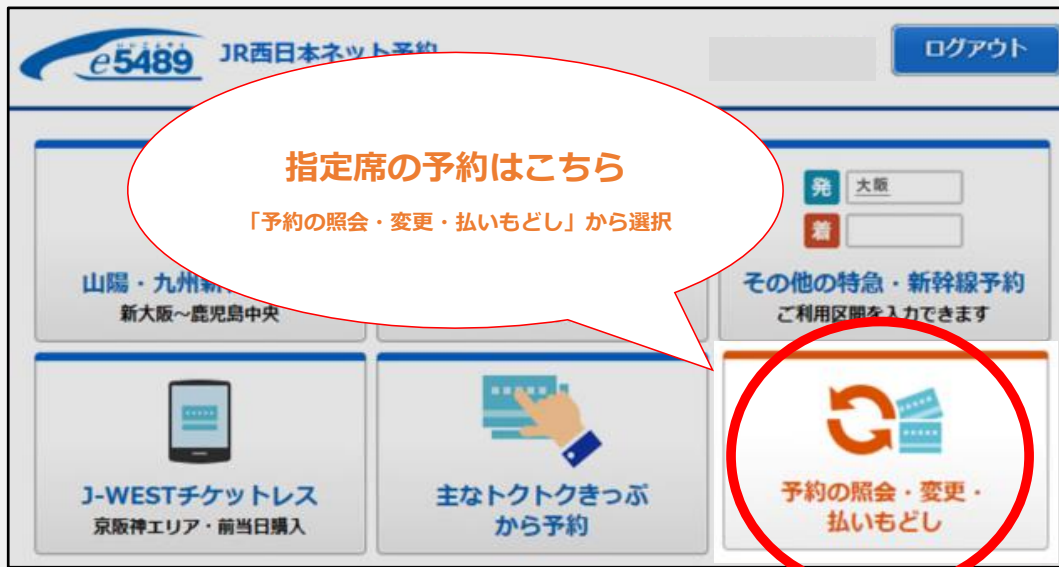 e5489
JR西日本ネット予約
ログアウト
指定席の予約はこちら
「予約の照会・変更・払いもどし」から選択
発 大阪
着
山陽・九州新
新大阪～鹿児島中央
その他の特急・新幹線予約
ご利用区間を入力できます
J-WESTチケットレス
京阪神エリア・前当日購入
主なトクトクきっぷ
から予約
予約の照会・変更・
払いもどし